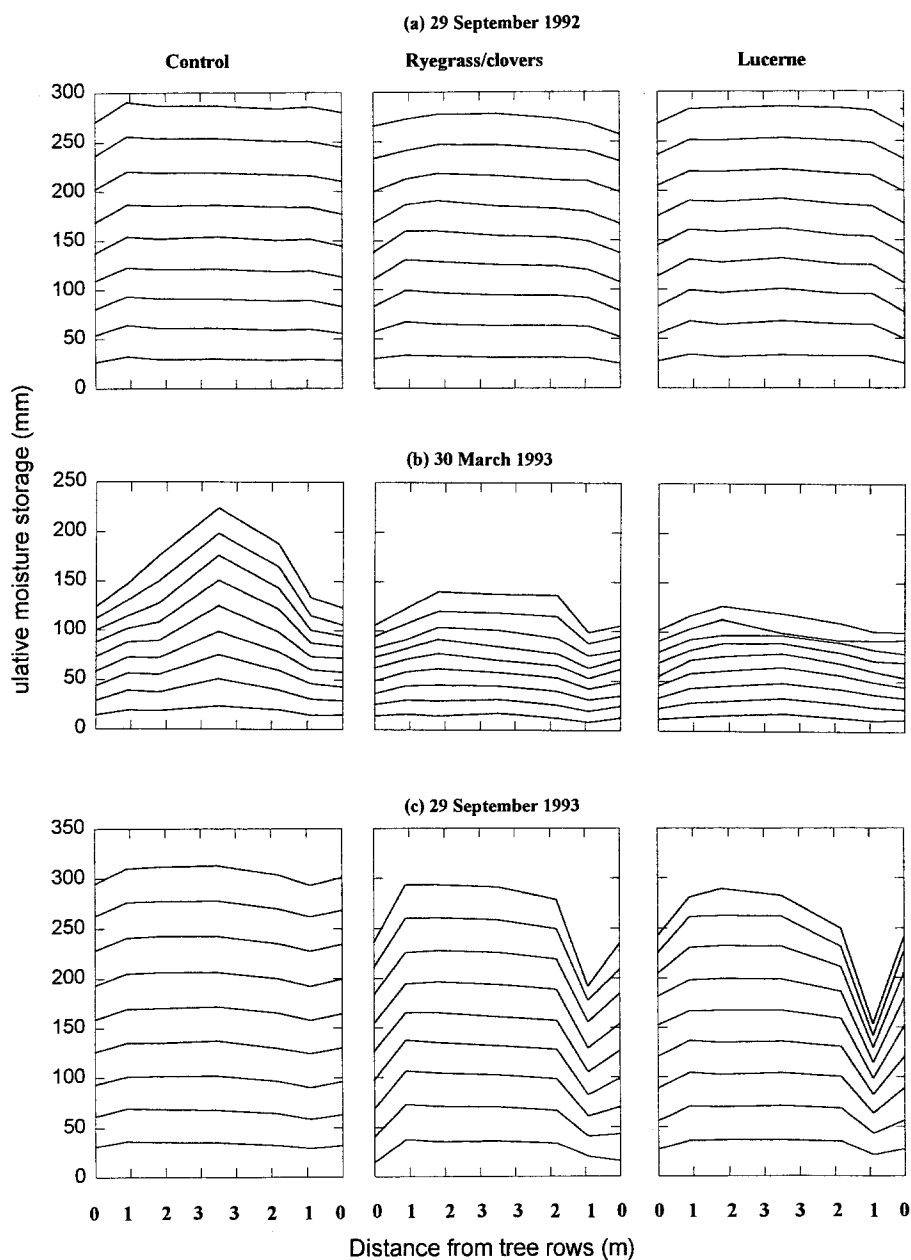 (a) 29 September 1992
Control
Ryegrass/clovers
Lucerne
300
250
200
150
100
50
0
(b) 30 March 1993
250
200
150
100
50
0
(c) 29 September 1993
350
300
250
200
150
100
50
0
ulative moisture storage (mm)
0 1 2 3 3 2 1 0
0 1 2 3 3 2 1 0
0 1 2 3 3 2 1 0
Distance from tree rows (m)